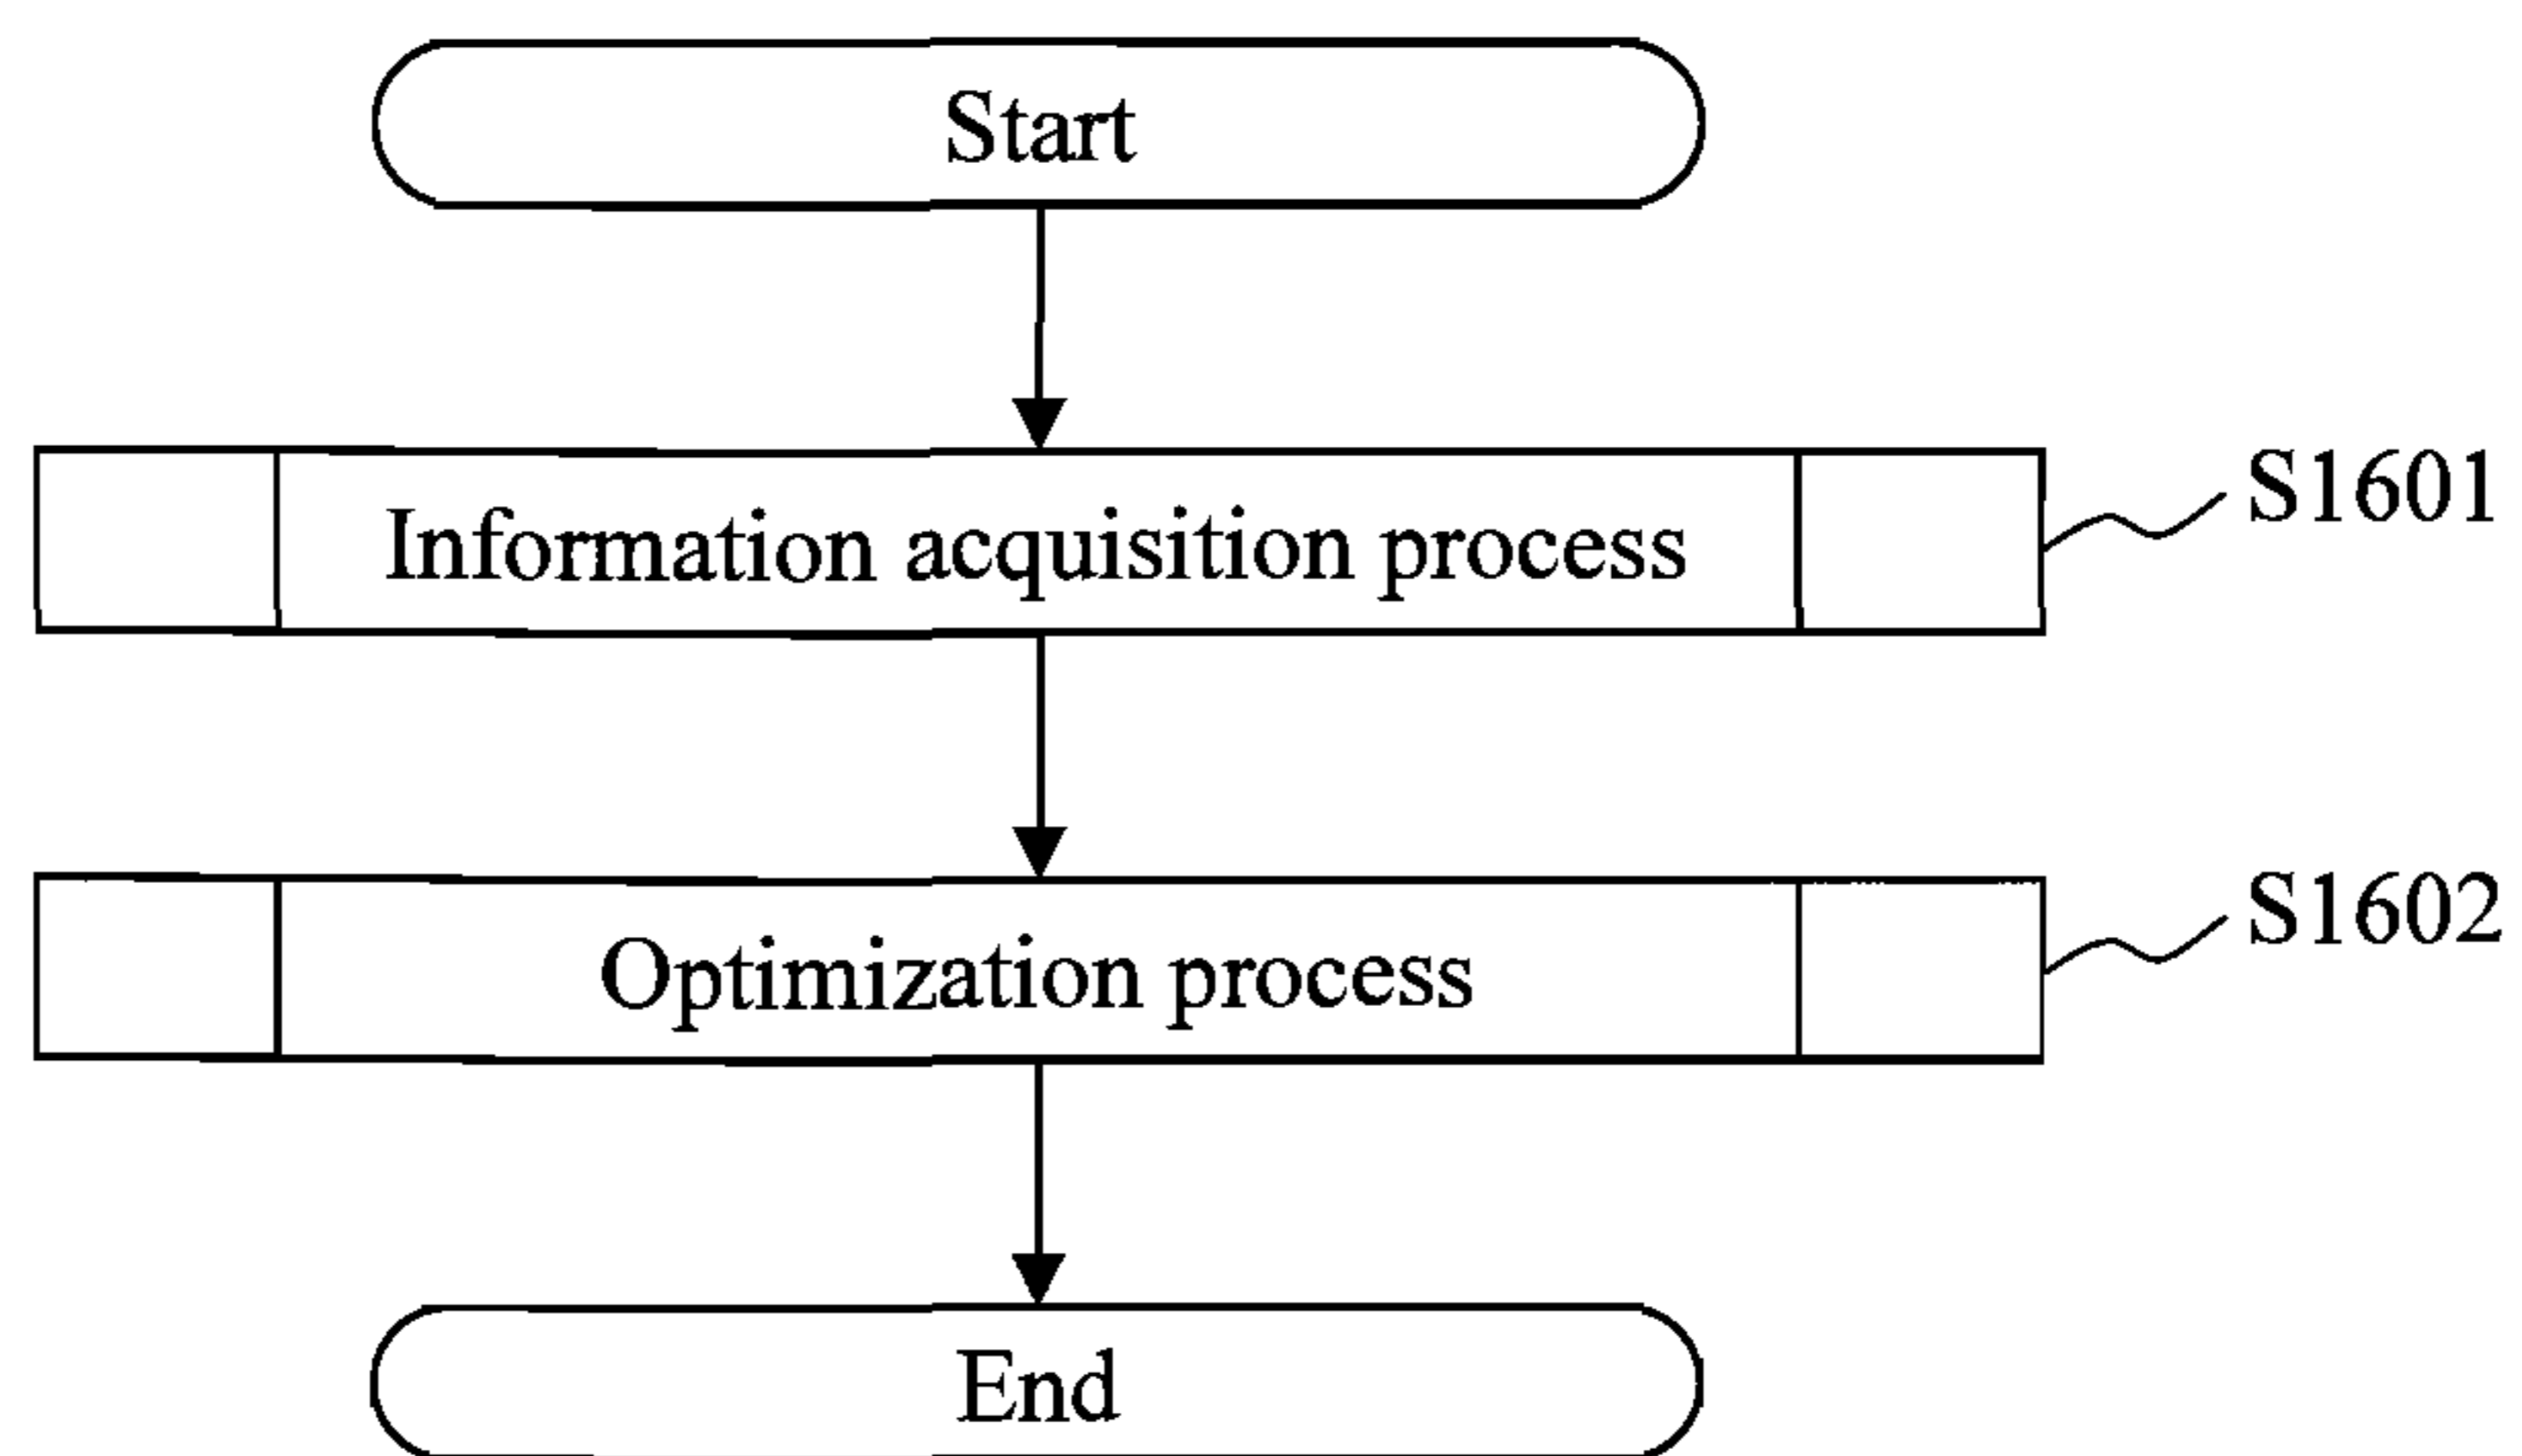 Start
Information acquisition process
S1601
Optimization process
S1602
End